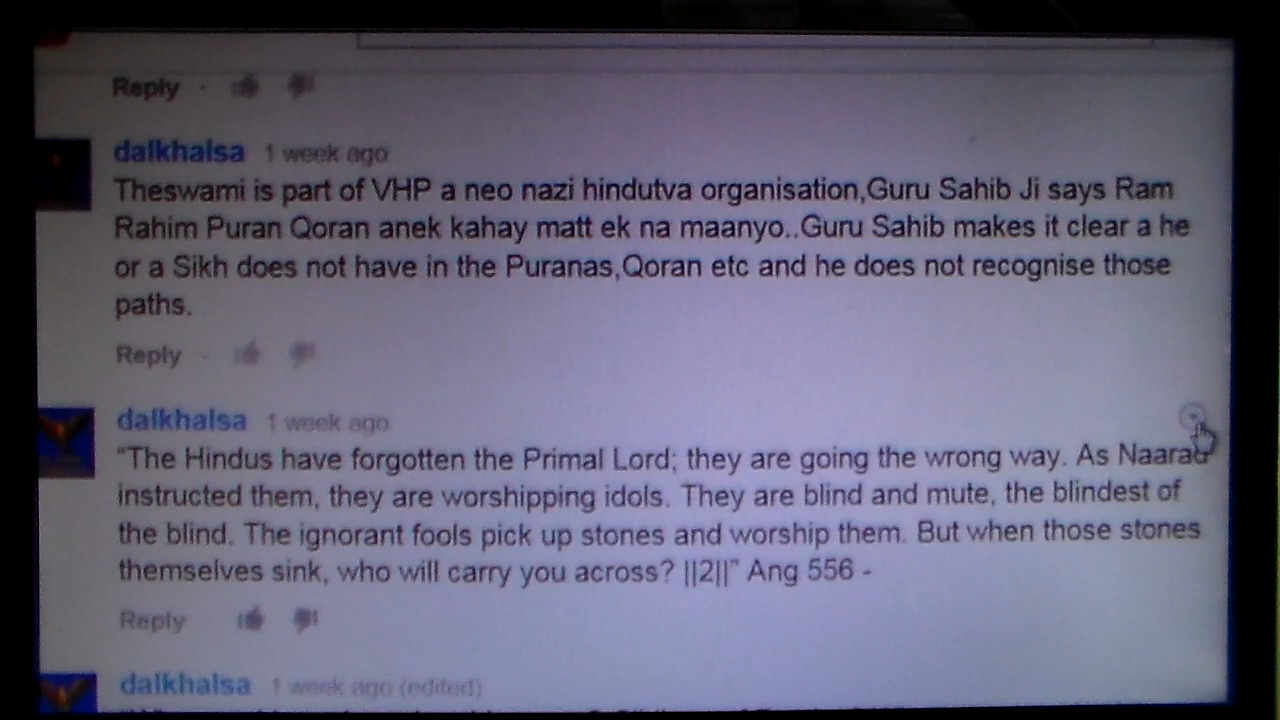 Reply ·
dalkhalsa 1 week ago
Theswami is part of VHP a neo nazi hindutva organisation,Guru Sahib Ji says Ram
Rahim Puran Qoran anek kahay matt ek na maanyo..Guru Sahib makes it clear a he
or a Sikh does not have in the Puranas,Qoran etc and he does not recognise those
paths.
Reply ·
dalkhalsa 1 week ago
“The Hindus have forgotten the Primal Lord; they are going the wrong way. As Naarad
instructed them, they are worshipping idols. They are blind and mute, the blindest of
the blind. The ignorant fools pick up stones and worship them. But when those stones
themselves sink, who will carry you across? ||2||” Ang 556 -
Reply ·
dalkhalsa 1 week ago (edited)